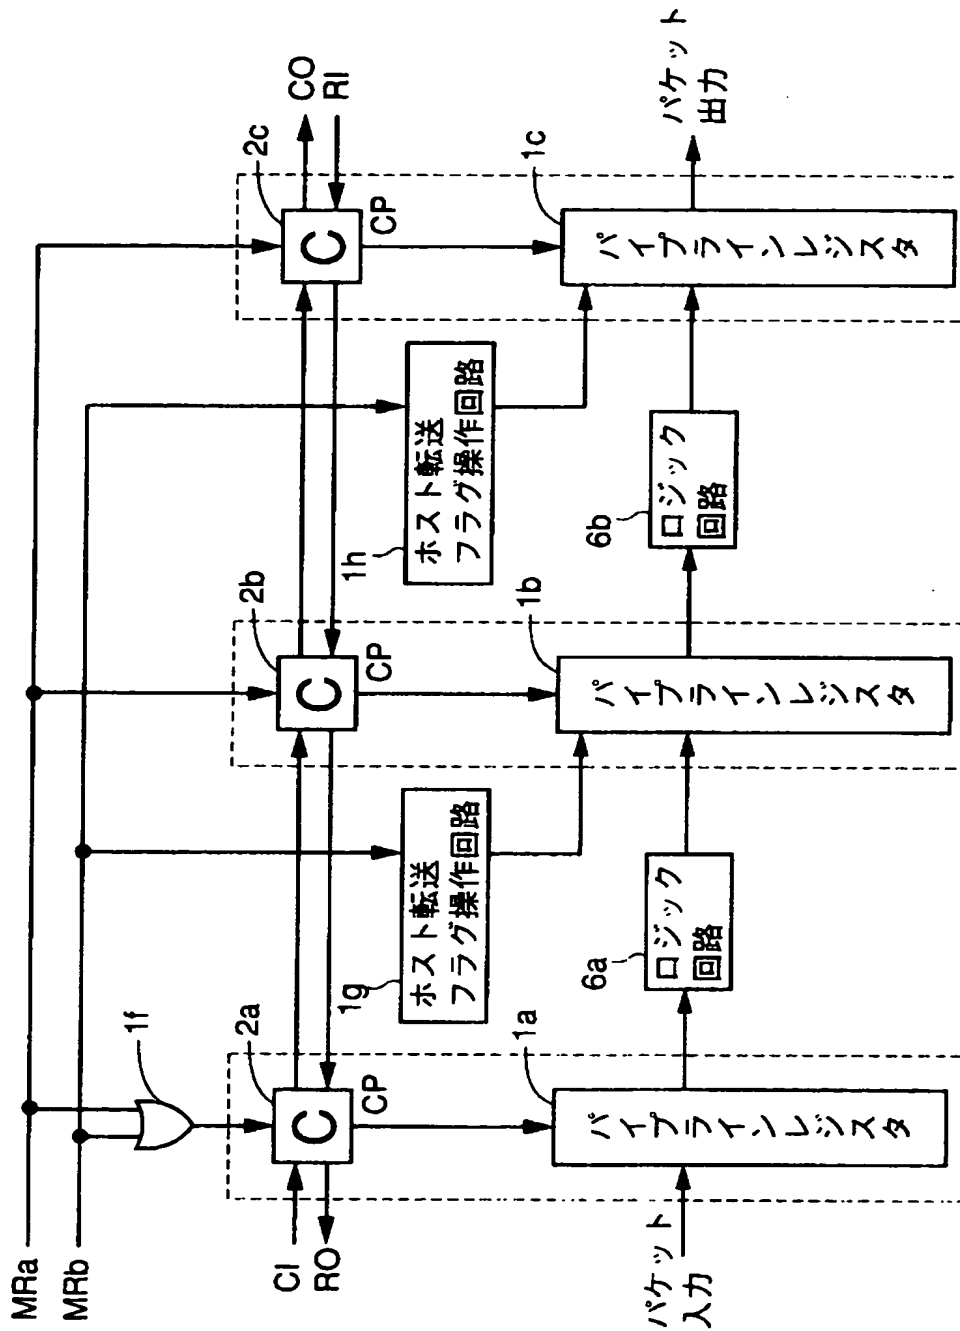 MRa
MRb
1f
CI
RO
2a
C
CP
1g
ホスト転送
フラグ操作回路
2b
C
CP
1h
ホスト転送
フラグ操作回路
2c
C
CP
CO
RI
パケット
入力
1a
パイプラインレジスタ
6a
ロジック
回路
1b
パイプラインレジスタ
6b
ロジック
回路
1c
パイプラインレジスタ
パケット
出力